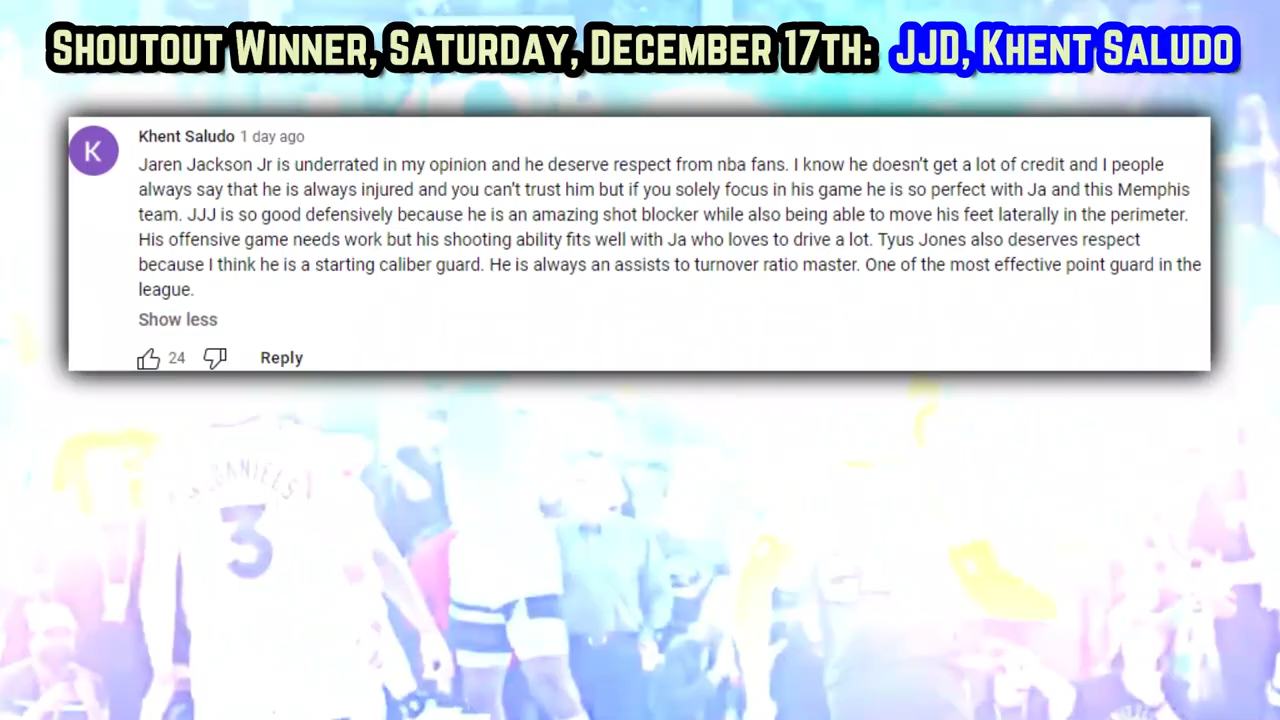 Shoutout Winner, Saturday, December 17th: JJD, Khent Saludo
K
Khent Saludo 1 day ago
Jaren Jackson Jr is underrated in my opinion and he deserve respect from nba fans. I know he doesn't get a lot of credit and I people
always say that he is always injured and you can't trust him but if you solely focus in his game he is so perfect with Ja and this Memphis
team. JJJ is so good defensively because he is an amazing shot blocker while also being able to move his feet laterally in the perimeter.
His offensive game needs work but his shooting ability fits well with Ja who loves to drive a lot. Tyus Jones also deserves respect
because I think he is a starting caliber guard. He is always an assists to turnover ratio master. One of the most effective point guard in the
league.
Show less
24 Reply
DANIELS
3